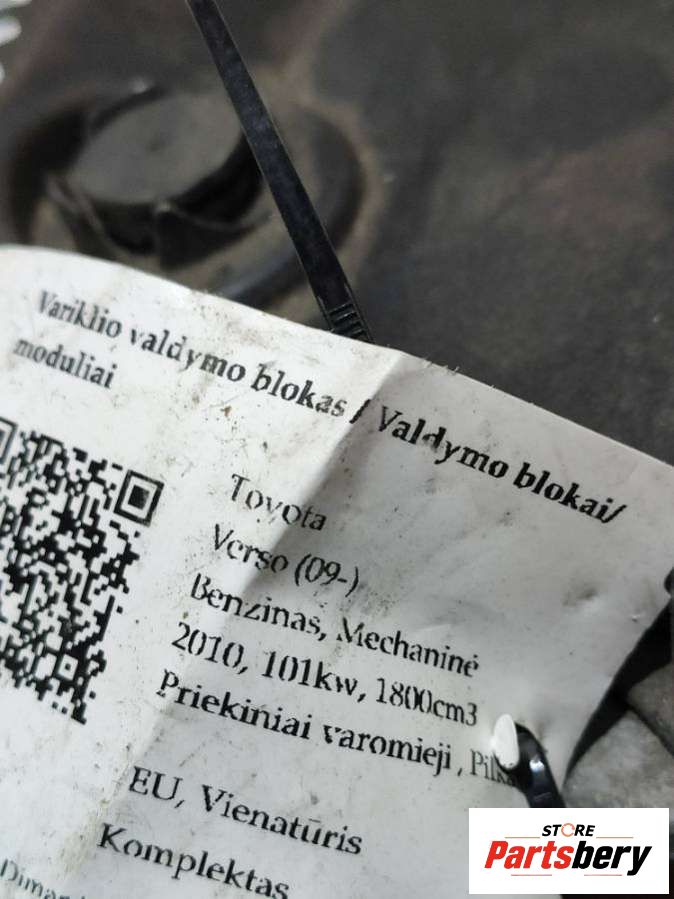 Variklio valdymo blokas / Valdymo blokai/
moduliai
Toyota
Verso (09-)
Benzinas, Mechaninė
2010, 101kw, 1800cm3
Priekiniai varomieji,
EU, Vienatūris
Komplektas
STORE
Partsbery